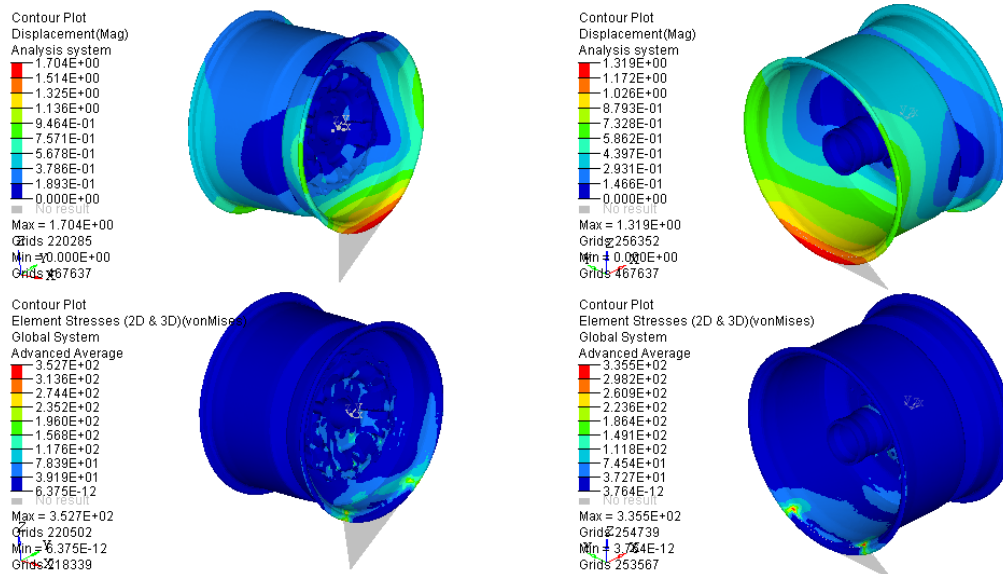 Contour Plot
Displacement(Mag)
Analysis system
1.704E+00
1.514E+00
1.325E+00
1.136E+00
9.464E-01
7.571E-01
5.678E-01
3.786E-01
1.893E-01
0.000E+00
No result
Max = 1.704E+00
Grids 220285
Min = 0.000E+00
Grids 467637
Z
Y
X
Contour Plot
Displacement(Mag)
Analysis system
1.319E+00
1.172E+00
1.026E+00
8.793E-01
7.328E-01
5.862E-01
4.397E-01
2.931E-01
1.466E-01
0.000E+00
No result
Max = 1.319E+00
Grids 256352
Min = 0.000E+00
Grids 467637
Z
Y
X
Contour Plot
Element Stresses (2D & 3D)(vonMises)
Global System
Advanced Average
3.527E+02
3.136E+02
2.744E+02
2.352E+02
1.960E+02
1.568E+02
1.176E+02
7.839E+01
3.919E+01
6.375E-12
No result
Max = 3.527E+02
Grids 220502
Min = 6.375E-12
Grids 218339
Z
Y
X
Contour Plot
Element Stresses (2D & 3D)(vonMises)
Global System
Advanced Average
3.355E+02
2.982E+02
2.609E+02
2.236E+02
1.864E+02
1.491E+02
1.118E+02
7.454E+01
3.727E+01
3.764E-12
No result
Max = 3.355E+02
Grids 254739
Min = 3.764E-12
Grids 253567
Z
Y
X